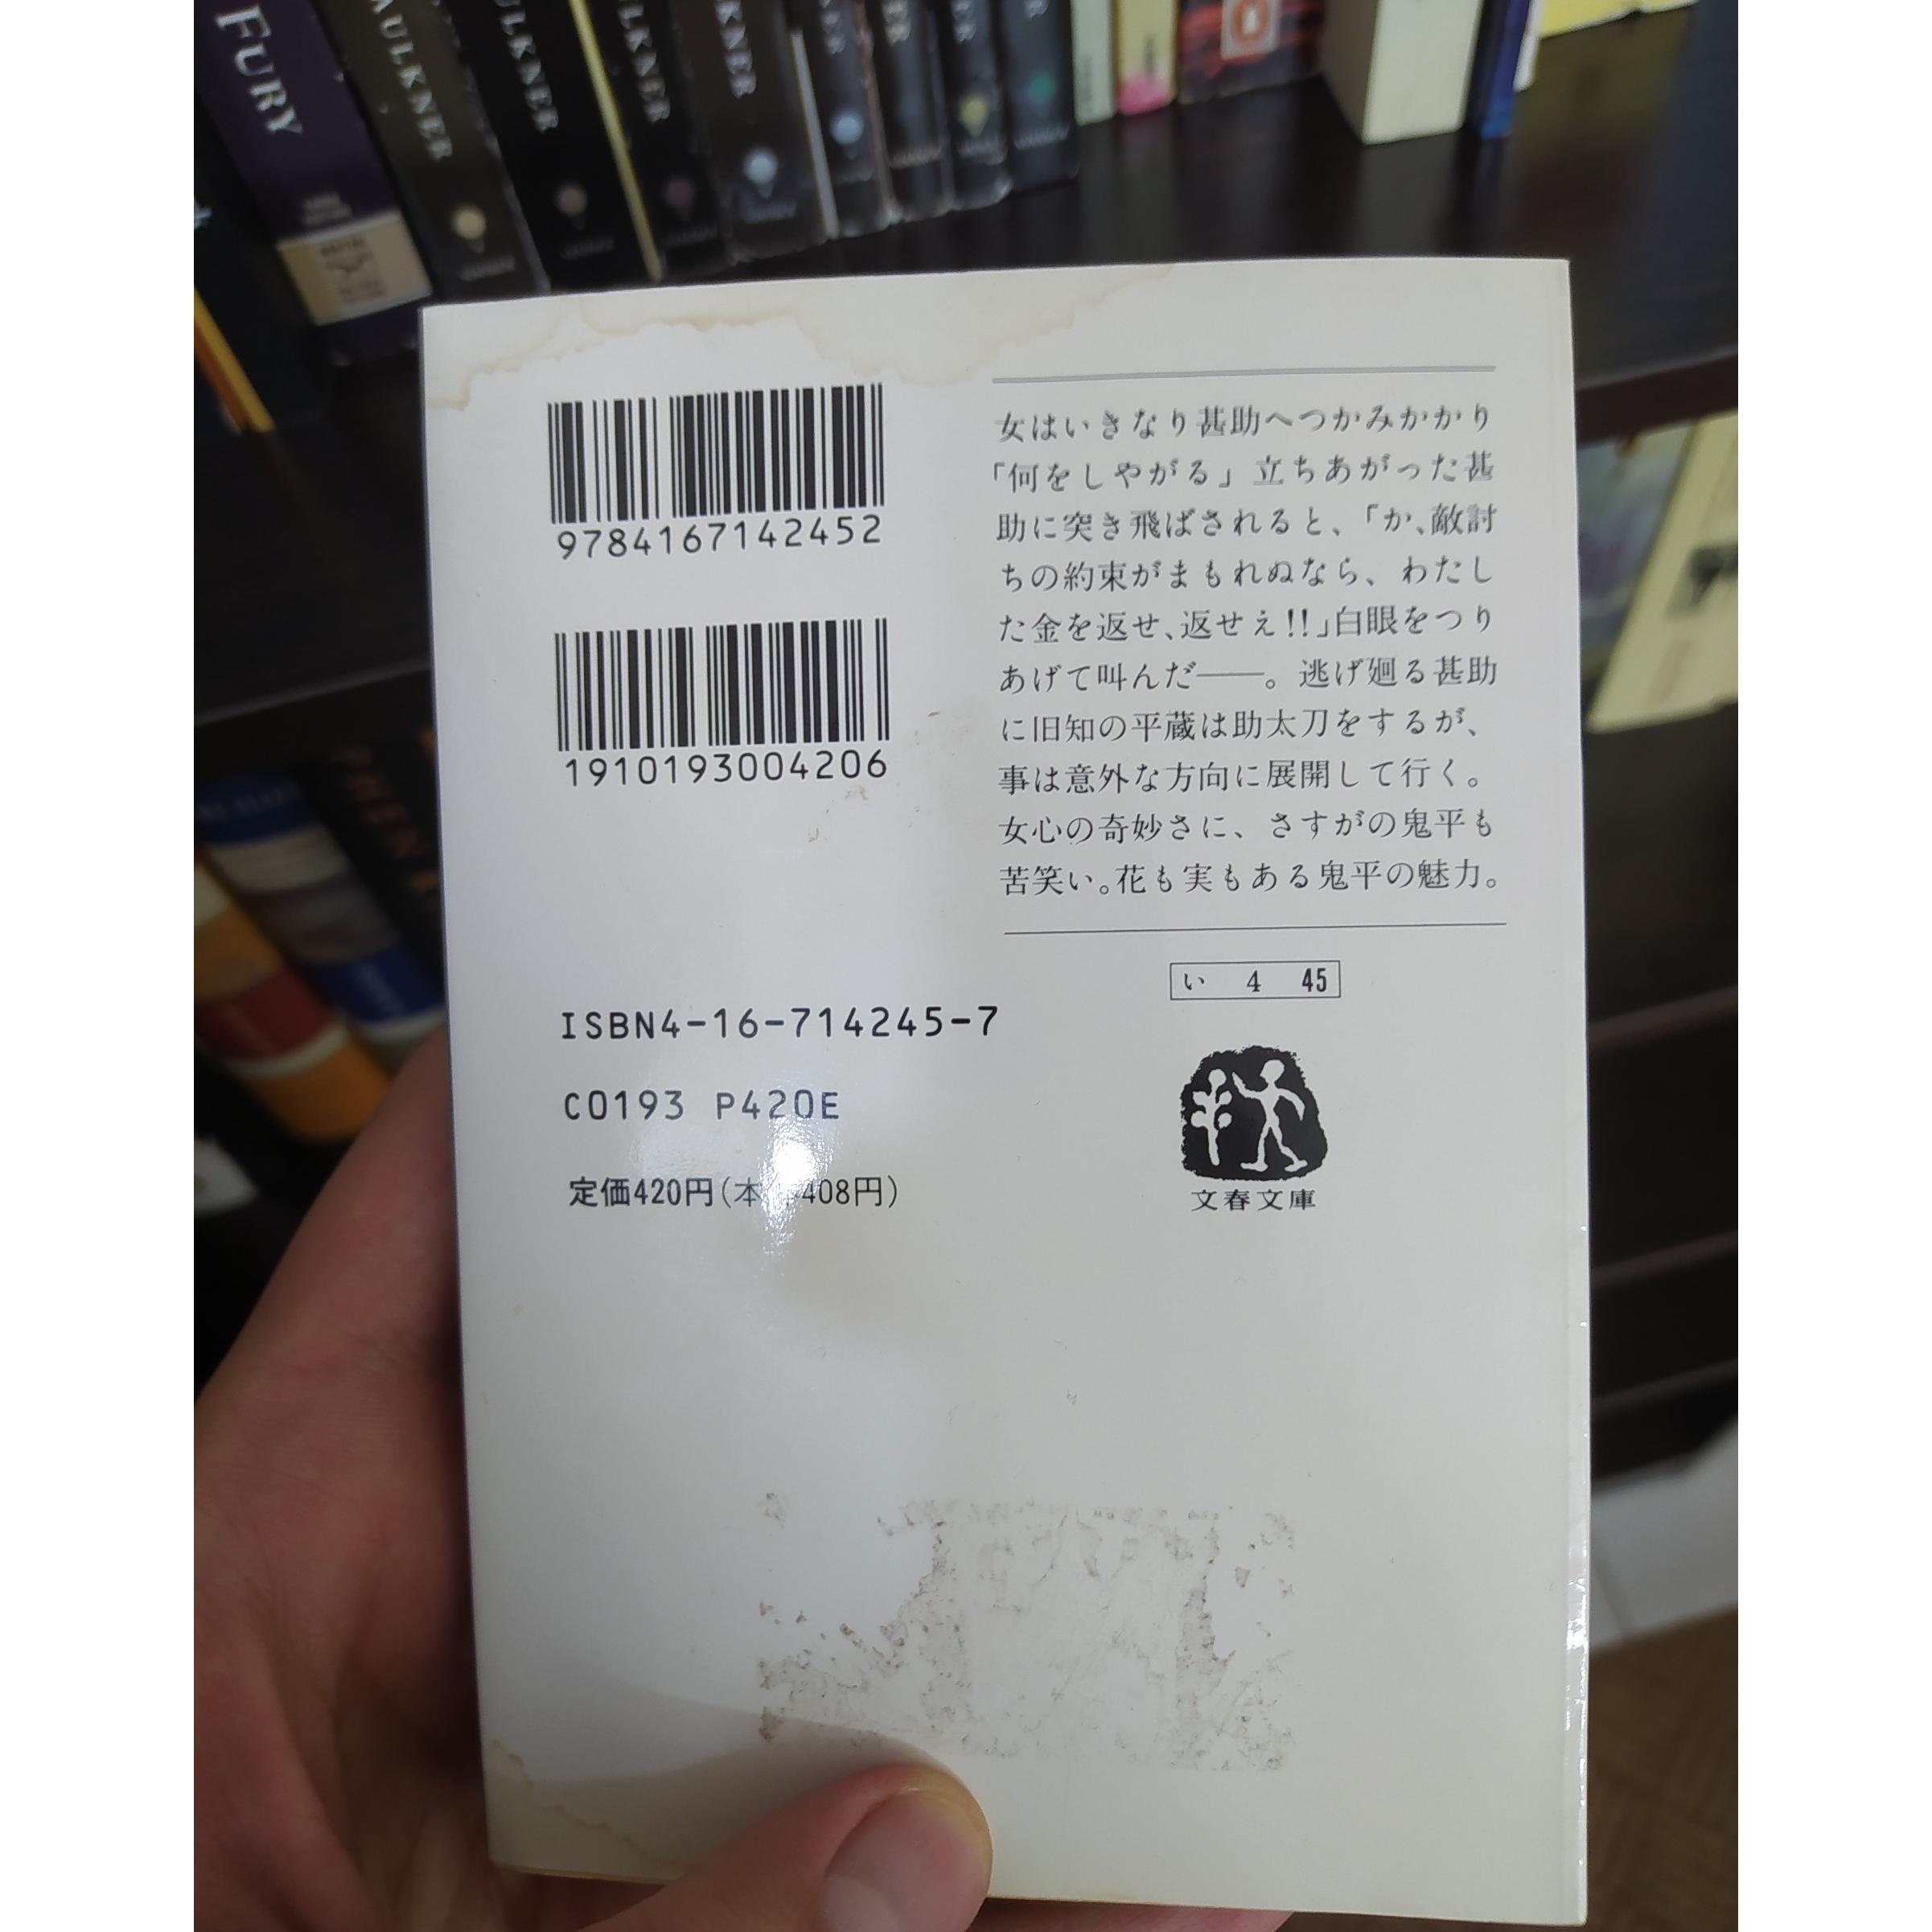 FURY
AULKNER
ULKNER
ULKNER
KNER
9784167142452
1910193004206
女はいきなり甚助へつかみかかり
「何をしやがる」立ちあがった甚
助に突き飛ばされると、「か、敵討
ちの約束がまもれぬなら、わたし
た金を返せ、返せえ!!」白眼をつり
あげて叫んだ――。逃げ廻る甚助
に旧知の平蔵は助太刀をするが、
事は意外な方向に展開して行く。
女心の奇妙さに、さすがの鬼平も
苦笑い。花も実もある鬼平の魅力。
い 4 45
文春文庫
ISBN4-16-714245-7
C0193 P420E
定価420円(本 408円)